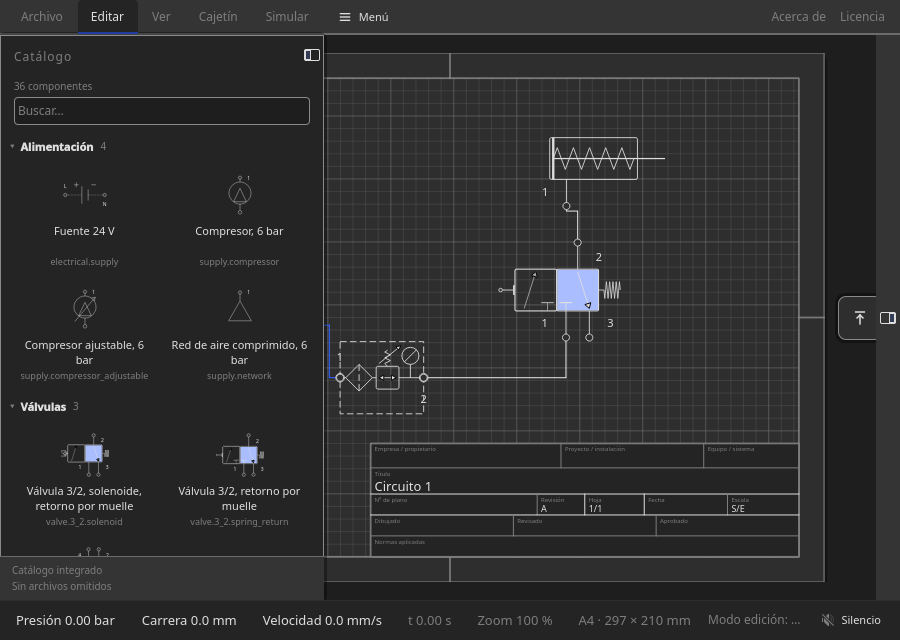 Archivo Editar Ver Cajetín Simular Menú Acerca de Licencia
Catálogo
36 componentes
Buscar...
Alimentación 4
Fuente 24 V
electrical.supply
Compresor, 6 bar
supply.compressor
Compresor ajustable, 6 bar
supply.compressor_adjustable
Red de aire comprimido, 6 bar
supply.network
Válvulas 3
Válvula 3/2, solenoide, retorno por muelle
valve.3_2.solenoid
Válvula 3/2, retorno por muelle
valve.3_2.spring_return
Catálogo integrado
Sin archivos omitidos
1
2
1 3
1
2
Empresa / propietario Proyecto / instalación Equipo / sistema
Título
Circuito 1
Nº de plano Revisión Hoja Fecha Escala
A 1/1 S/E
Dibujado Revisado Aprobado
Normas aplicadas
Presión 0.00 bar Carrera 0.0 mm Velocidad 0.0 mm/s t 0.00 s Zoom 100 % A4 · 297 × 210 mm Modo edición: ... Silencio